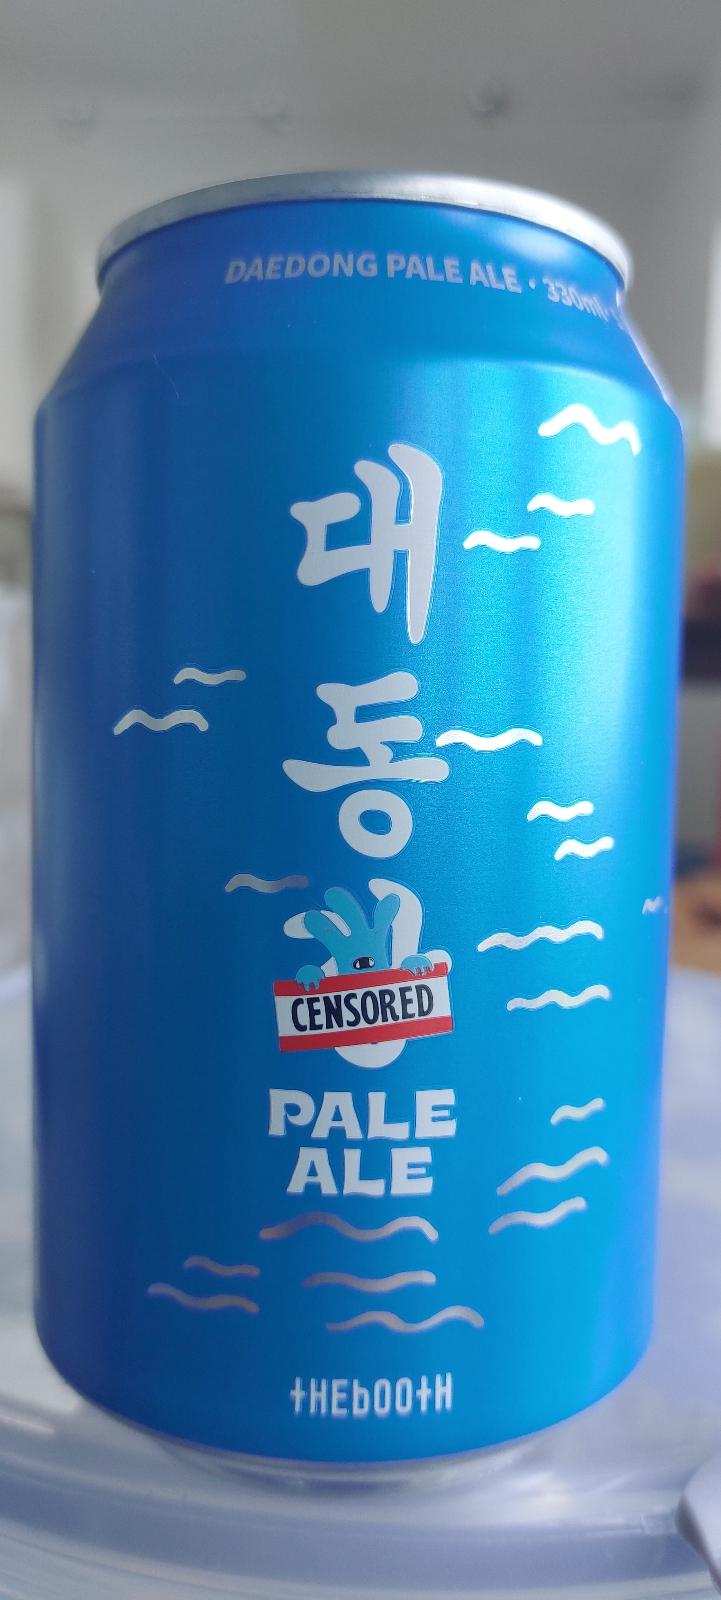 DAEDONG PALE ALE · 330ml ·
대
동
CENSORED
PALE
ALE
tHEbOOtH